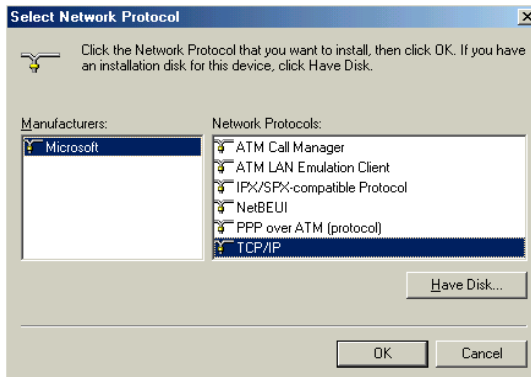 Select Network Protocol
Click the Network Protocol that you want to install, then click OK. If you have
an installation disk for this device, click Have Disk.
Manufacturers:
Microsoft
Network Protocols:
ATM Call Manager
ATM LAN Emulation Client
IPX/SPX-compatible Protocol
NetBEUI
PPP over ATM (protocol)
TCP/IP
Have Disk...
OK
Cancel